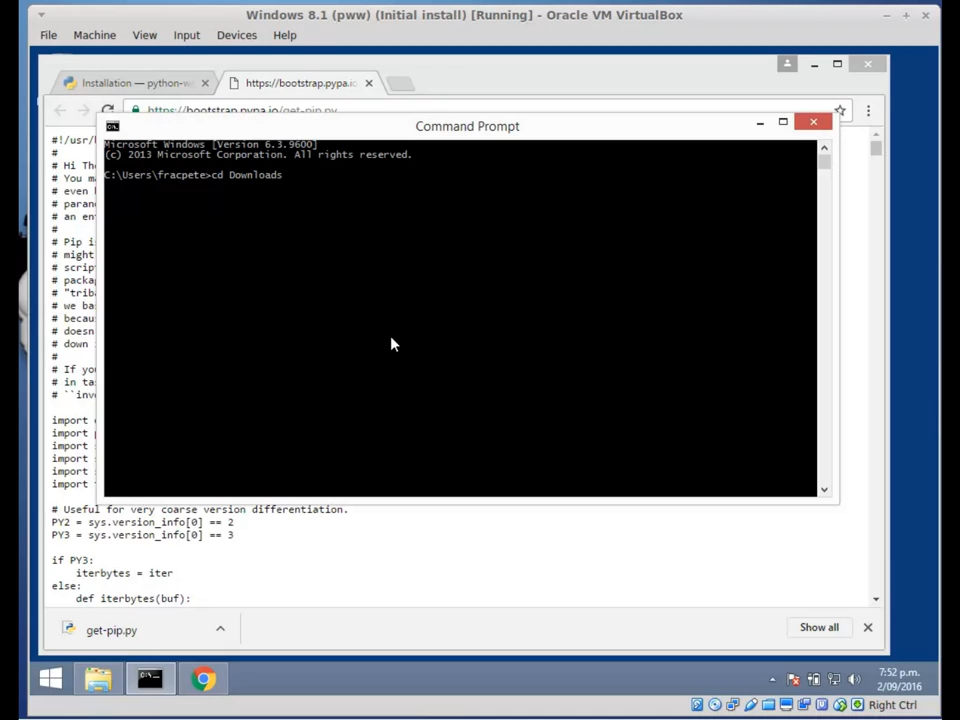 Windows 8.1 (pww) (Initial install) [Running] - Oracle VM VirtualBox
File Machine View Input Devices Help
Installation — python-w
https://bootstrap.pypa.io
https://bootstrap.pypa.io/get-pip.py
Command Prompt
Microsoft Windows [Version 6.3.9600]
(c) 2013 Microsoft Corporation. All rights reserved.
C:\Users\fracpete>cd Downloads
#!/usr/
#
# Hi Th
# You m
# even
# paran
# an en
#
# Pip i
# might
# script
# packa
# "trib
# we ba
# becau
# doesn
# down
#
# If you
# in ta
# ``inv
import
import
import
import
import
import
# Useful for very coarse version differentiation.
PY2 = sys.version_info[0] == 2
PY3 = sys.version_info[0] == 3
if PY3:
iterbytes = iter
else:
def iterbytes(buf):
get-pip.py
Show all
7:52 p.m.
2/09/2016
Right Ctrl